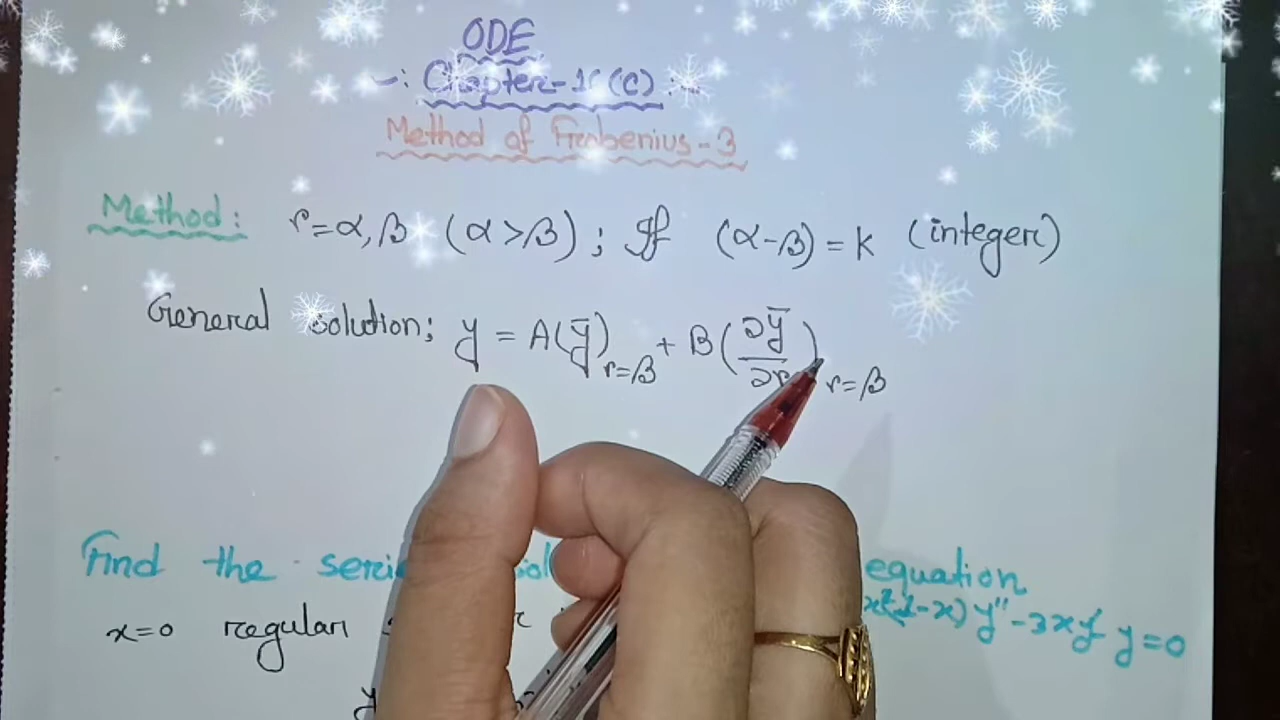 ODE
Chapter-1(C)
Method of Frobenius-3
Method: r=α,β (α>β); If (α-β)=k (integer)
General solution; y = A(ȳ)r=β + B(∂ȳ/∂r)r=β
Find the equation
x=0 regular x²(1-x)y''-3xy' y=0
y